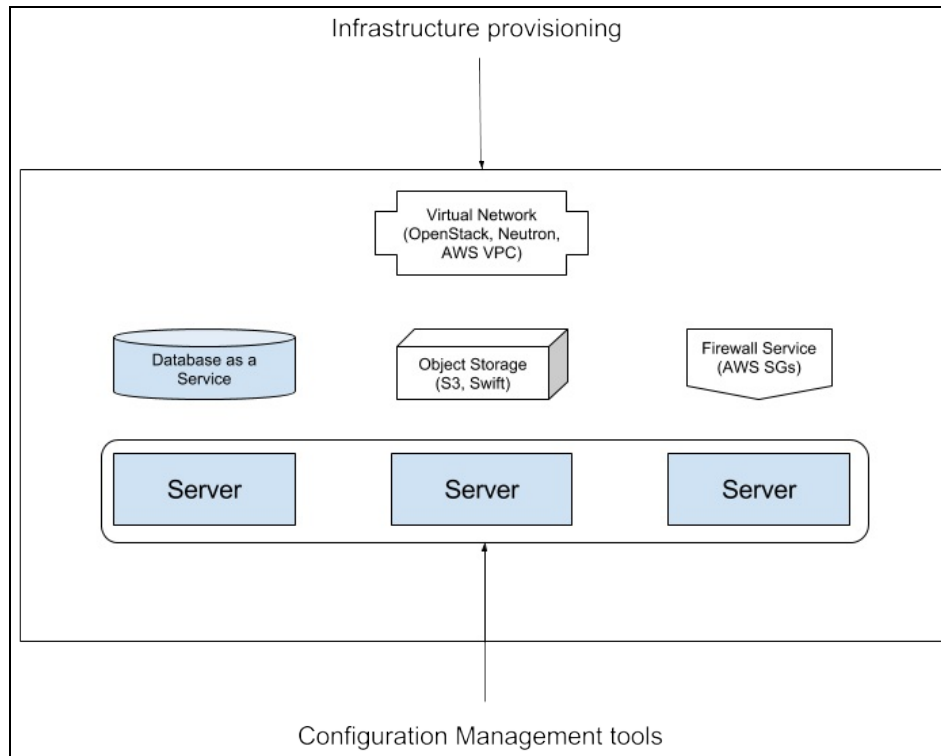 Infrastructure provisioning
Virtual Network
(OpenStack, Neutron,
AWS VPC)
Database as a
Service
Object Storage
(S3, Swift)
Firewall Service
(AWS SGs)
Server
Server
Server
Configuration Management tools